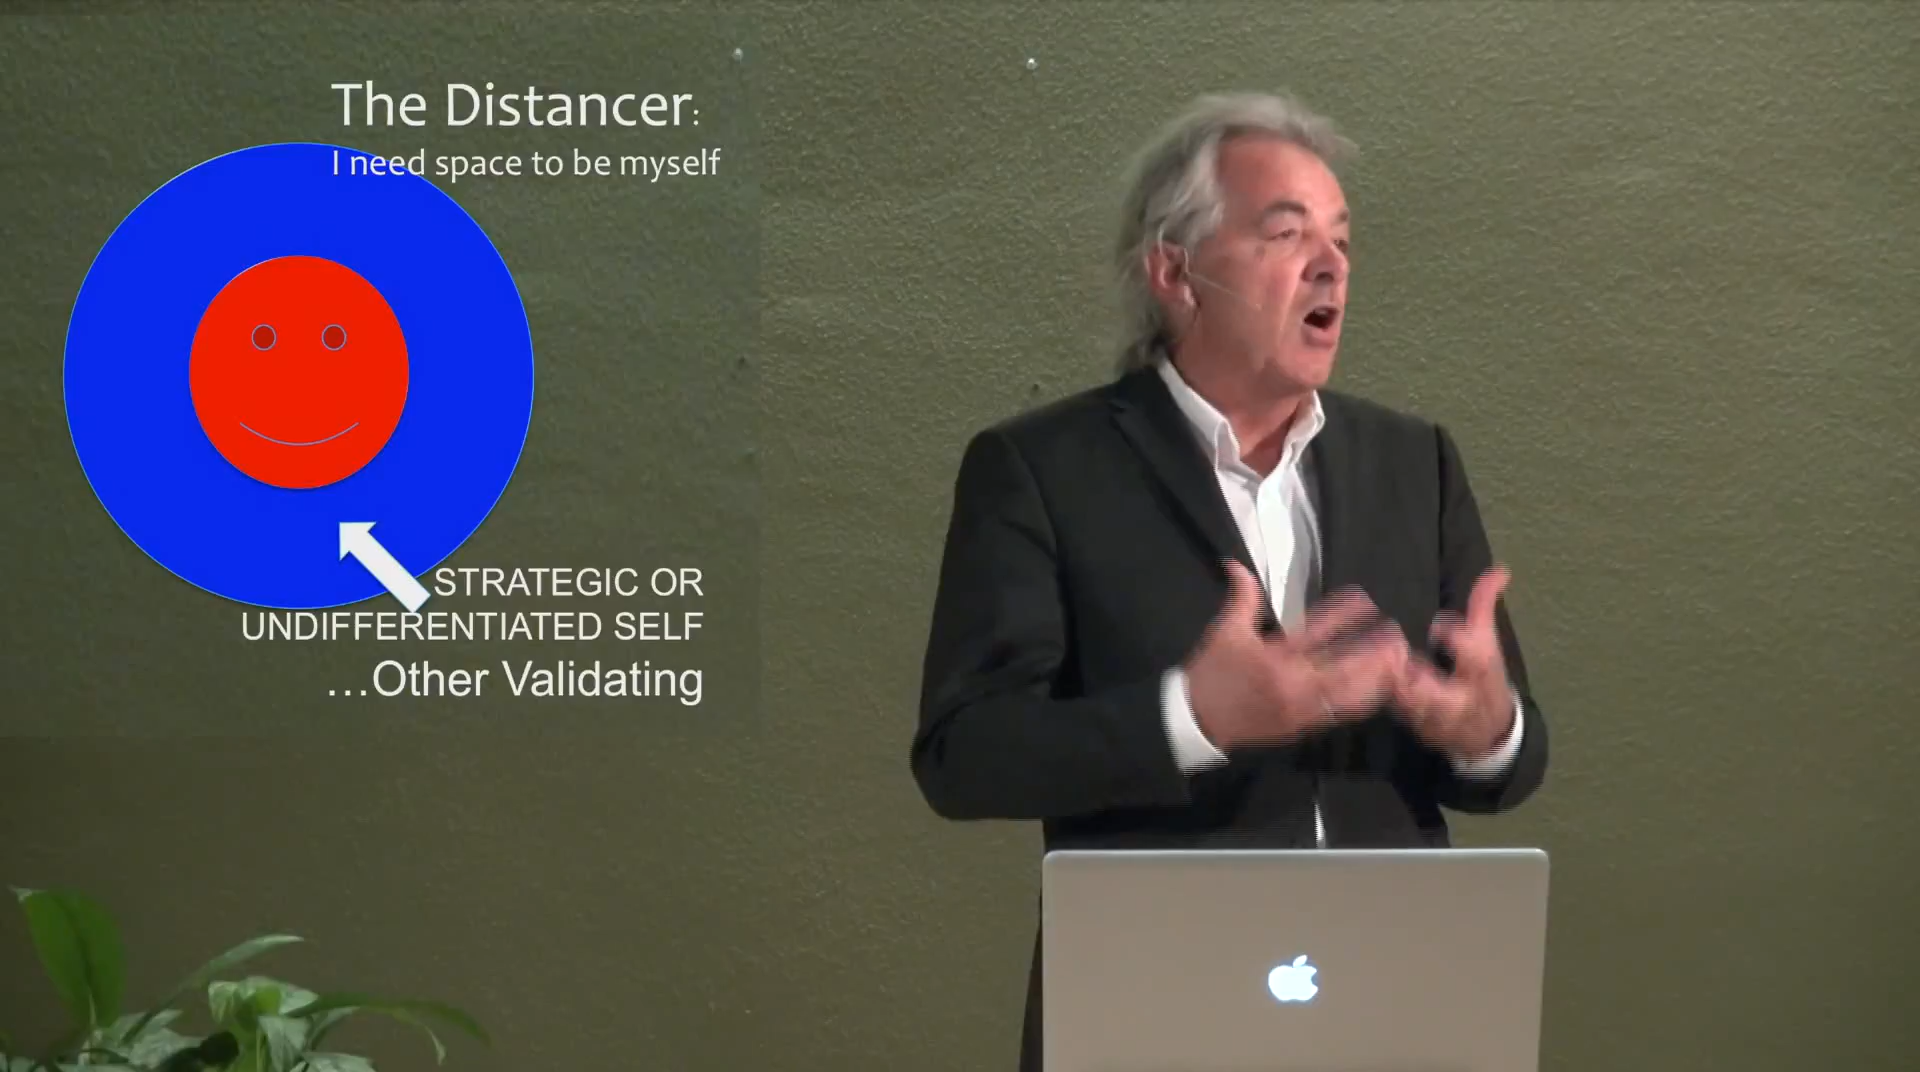 The Distancer:
I need space to be myself
STRATEGIC OR
UNDIFFERENTIATED SELF
…Other Validating